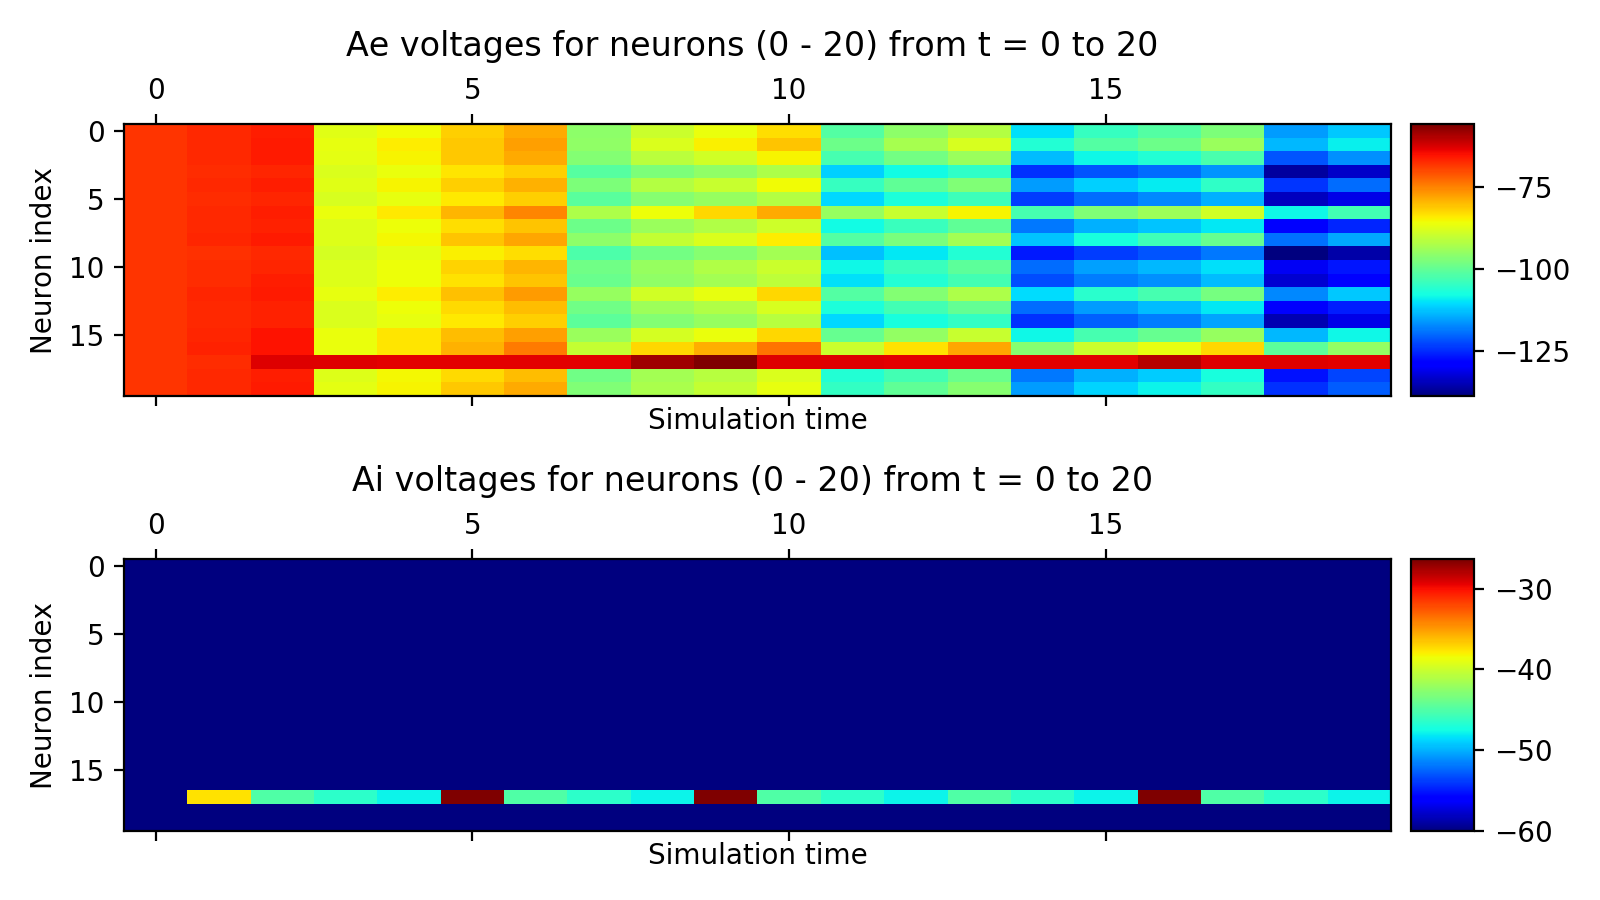 Ae voltages for neurons (0 - 20) from t = 0 to 20
0 5 10 15
Neuron index
0
5
10
15
Simulation time
−75
−100
−125
Ai voltages for neurons (0 - 20) from t = 0 to 20
0 5 10 15
Neuron index
0
5
10
15
Simulation time
−30
−40
−50
−60